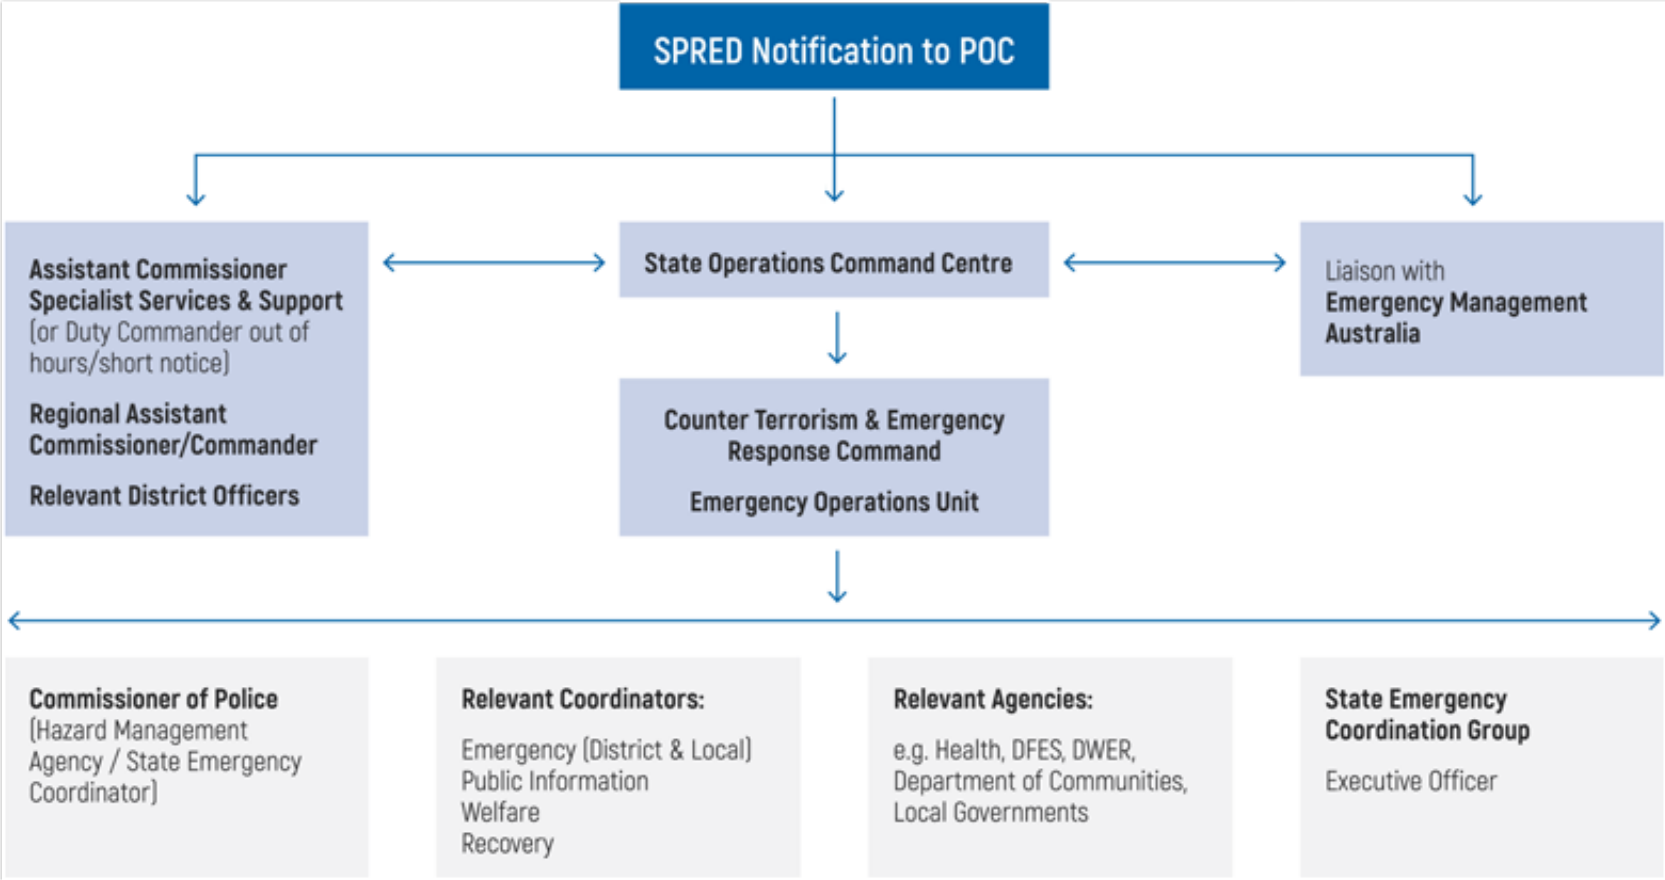 SPRED Notification to POC
Assistant Commissioner
Specialist Services & Support
(or Duty Commander out of
hours/short notice)
Regional Assistant
Commissioner/Commander
Relevant District Officers
State Operations Command Centre
Liaison with
Emergency Management
Australia
Counter Terrorism & Emergency
Response Command
Emergency Operations Unit
Commissioner of Police
(Hazard Management
Agency / State Emergency
Coordinator)
Relevant Coordinators:
Emergency (District & Local)
Public Information
Welfare
Recovery
Relevant Agencies:
e.g. Health, DFES, DWER,
Department of Communities,
Local Governments
State Emergency
Coordination Group
Executive Officer